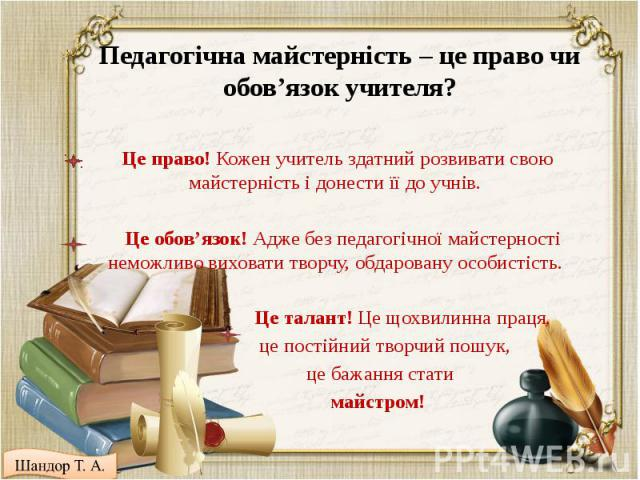 Педагогічна майстерність – це право чи
обов’язок учителя?
Це право! Кожен учитель здатний розвивати свою
майстерність і донести її до учнів.
Це обов’язок! Адже без педагогічної майстерності
неможливо виховати творчу, обдаровану особистість.
Це талант! Це щохвилинна праця,
це постійний творчий пошук,
це бажання стати
майстром!
Шандор Т. А.
PPt4WEB.ru